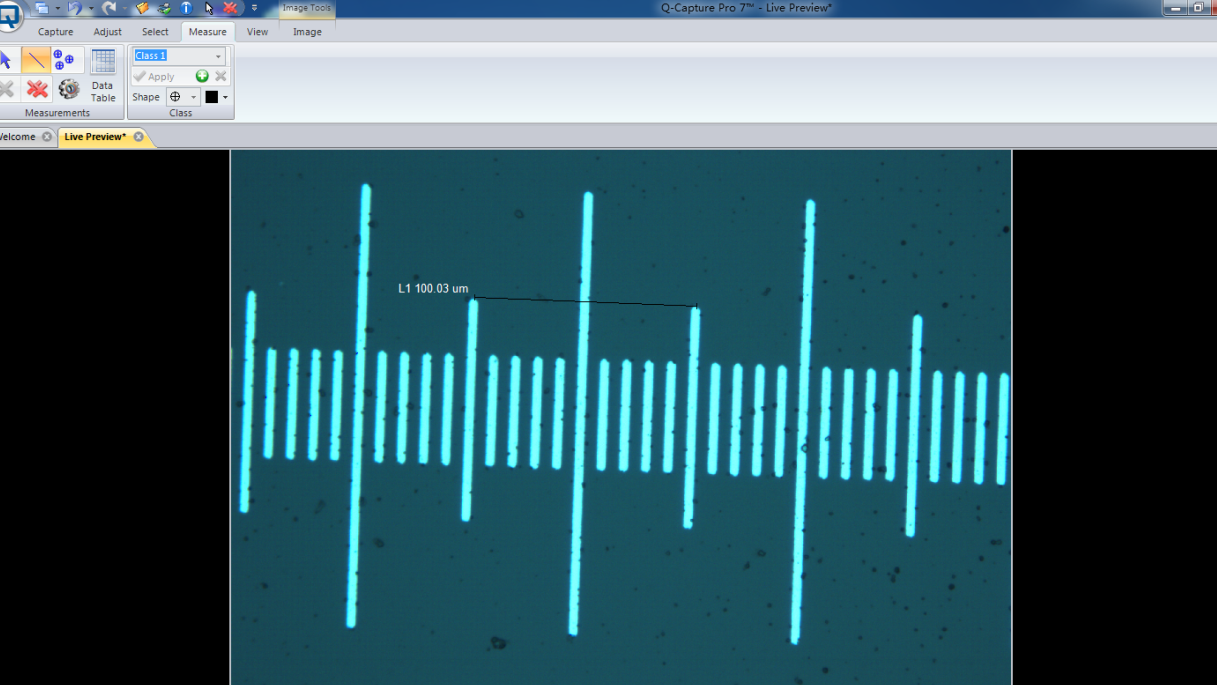 Image Tools
Q-Capture Pro 7™ - Live Preview*
Capture
Adjust
Select
Measure
View
Image
Class 1
Apply
Data
Table
Shape
Measurements
Class
elcome
Live Preview*
L1 100.03 um